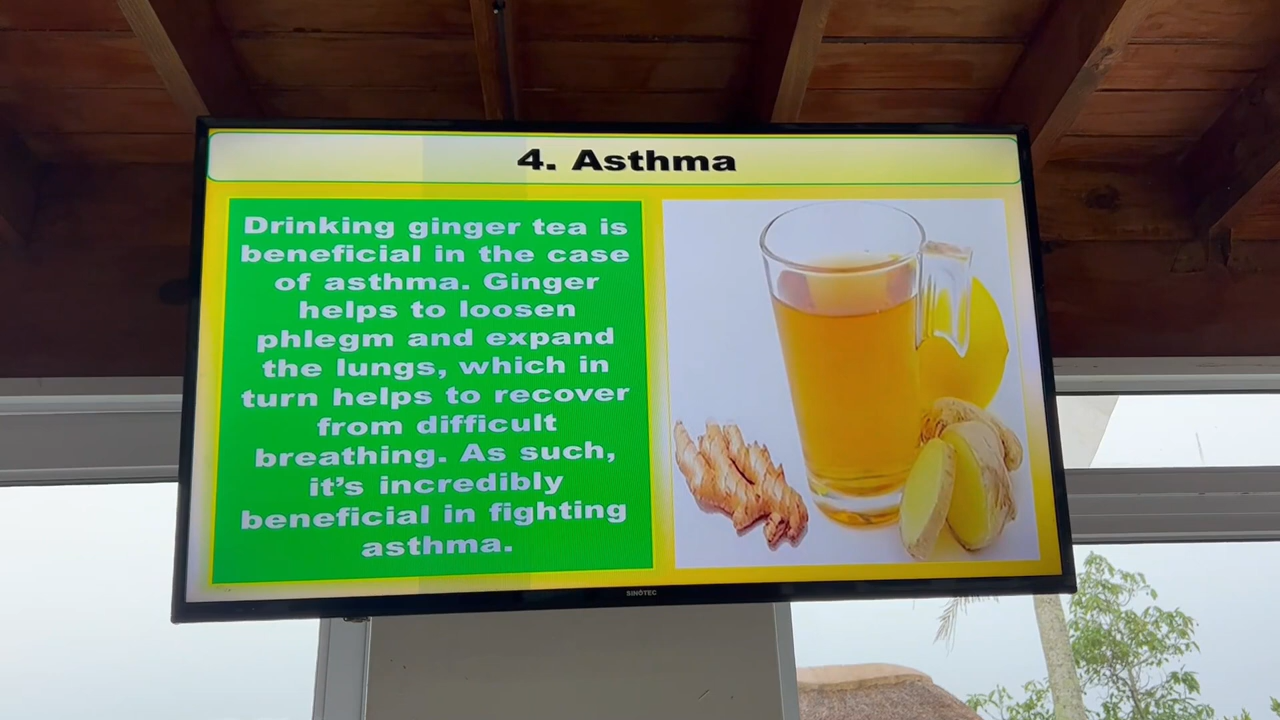 4. Asthma
Drinking ginger tea is
beneficial in the case
of asthma. Ginger
helps to loosen
phlegm and expand
the lungs, which in
turn helps to recover
from difficult
breathing. As such,
it’s incredibly
beneficial in fighting
asthma.
SINOTEC